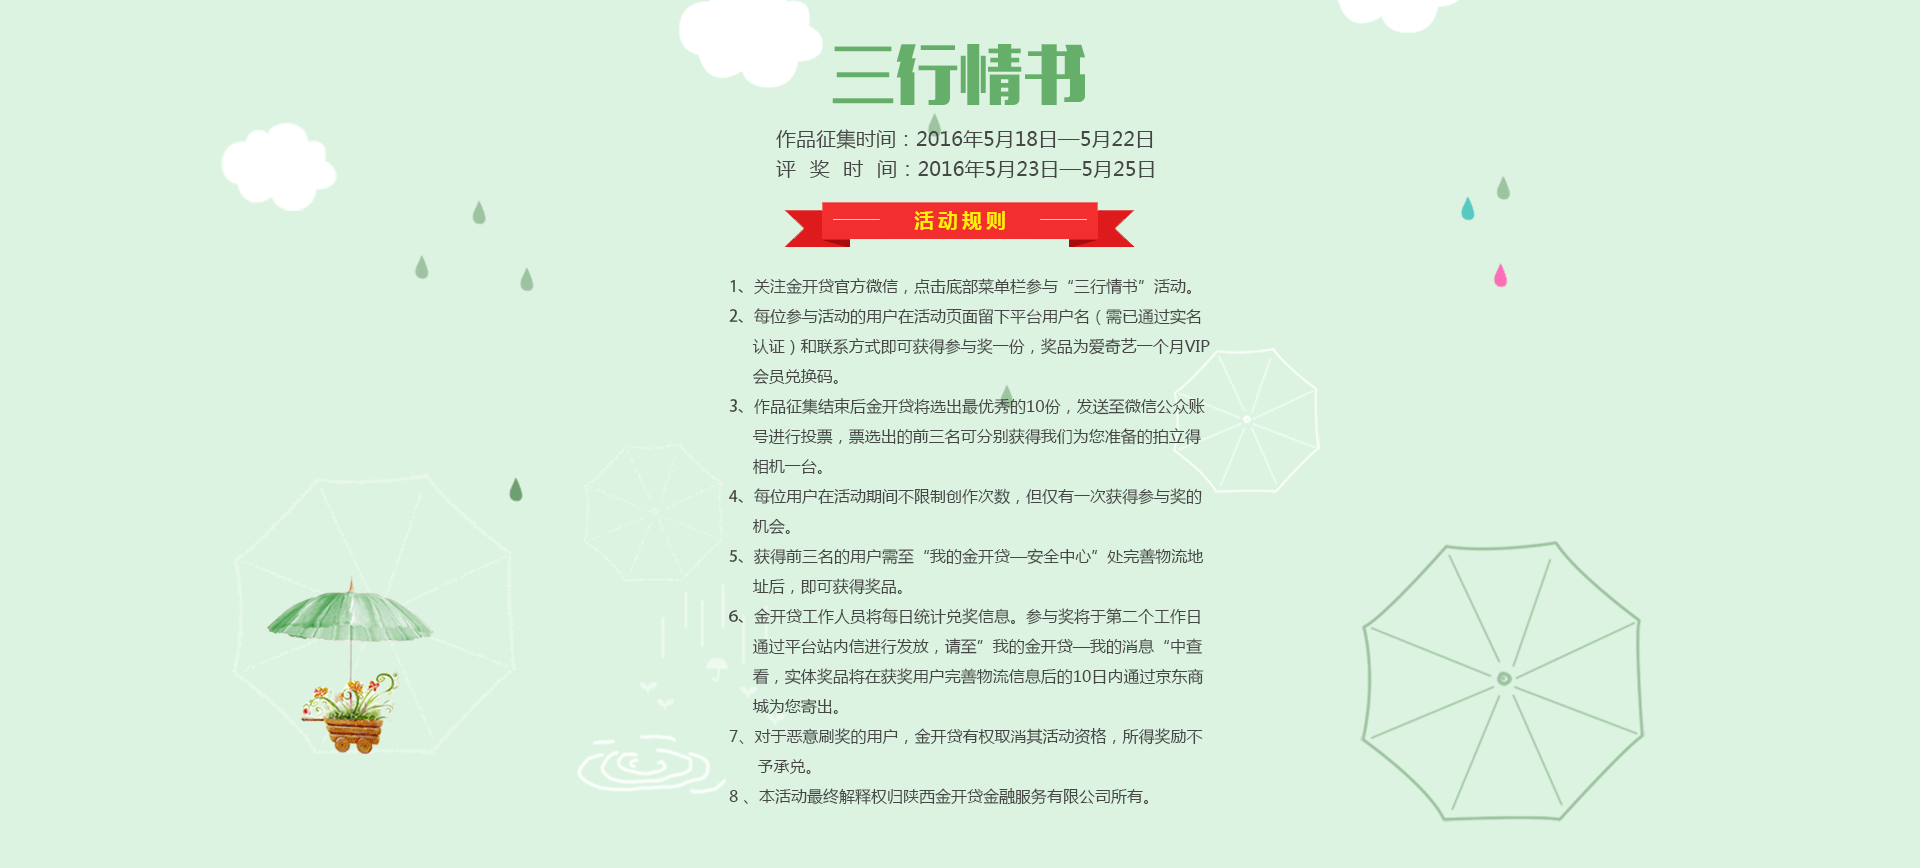 三行情书
作品征集时间：2016年5月18日—5月22日
评 奖 时 间：2016年5月23日—5月25日
活动规则
1、关注金开贷官方微信，点击底部菜单栏参与“三行情书”活动。
2、每位参与活动的用户在活动页面留下平台用户名（需已通过实名
认证）和联系方式即可获得参与奖一份，奖品为爱奇艺一个月VIP
会员兑换码。
3、作品征集结束后金开贷将选出最优秀的10份，发送至微信公众账
号进行投票，票选出的前三名可分别获得我们为您准备的拍立得
相机一台。
4、每位用户在活动期间不限制创作次数，但仅有一次获得参与奖的
机会。
5、获得前三名的用户需至“我的金开贷—安全中心”处完善物流地
址后，即可获得奖品。
6、金开贷工作人员将每日统计兑奖信息。参与奖将于第二个工作日
通过平台站内信进行发放，请至”我的金开贷—我的消息“中查
看，实体奖品将在获奖用户完善物流信息后的10日内通过京东商
城为您寄出。
7、对于恶意刷奖的用户，金开贷有权取消其活动资格，所得奖励不
予承兑。
8 、本活动最终解释权归陕西金开贷金融服务有限公司所有。